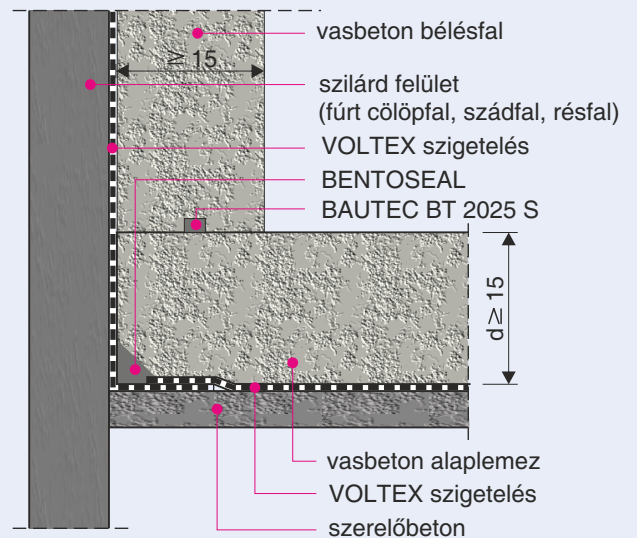 vasbeton bélésfal
≥ 15
szilárd felület
(fúrt cölöpfal, szádfal, résfal)
VOLTEX szigetelés
BENTOSEAL
BAUTEC BT 2025 S
d ≥ 15
vasbeton alaplemez
VOLTEX szigetelés
szerelőbeton